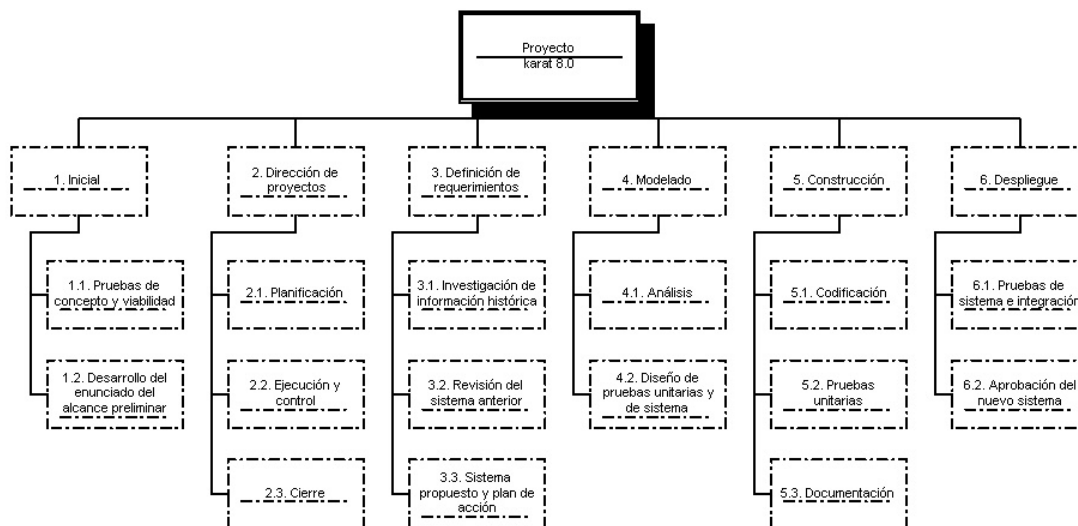 Proyecto
karat 8.0
1. Inicial
2. Dirección de
proyectos
3. Definición de
requerimientos
4. Modelado
5. Construcción
6. Despliegue
1.1. Pruebas de
concepto y viabilidad
2.1. Planificación
3.1. Investigación de
información histórica
4.1. Análisis
5.1. Codificación
6.1. Pruebas de
sistema e integración
1.2. Desarrollo del
enunciado del
alcance preliminar
2.2. Ejecución y
control
3.2. Revisión del
sistema anterior
4.2. Diseño de
pruebas unitarias y
de sistema
5.2. Pruebas
unitarias
6.2. Aprobación del
nuevo sistema
2.3. Cierre
3.3. Sistema
propuesto y plan de
acción
5.3. Documentación